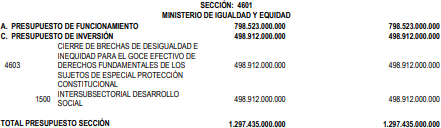 SECCIÓN: 4601
MINISTERIO DE IGUALDAD Y EQUIDAD
A. PRESUPUESTO DE FUNCIONAMIENTO 798.523.000.000 798.523.000.000
C. PRESUPUESTO DE INVERSIÓN 498.912.000.000 498.912.000.000
CIERRE DE BRECHAS DE DESIGUALDAD E
INEQUIDAD PARA EL GOCE EFECTIVO DE
4603 DERECHOS FUNDAMENTALES DE LOS 498.912.000.000 498.912.000.000
SUJETOS DE ESPECIAL PROTECCIÓN
CONSTITUCIONAL
1500 INTERSUBSECTORIAL DESARROLLO 498.912.000.000 498.912.000.000
SOCIAL
TOTAL PRESUPUESTO SECCIÓN 1.297.435.000.000 1.297.435.000.000